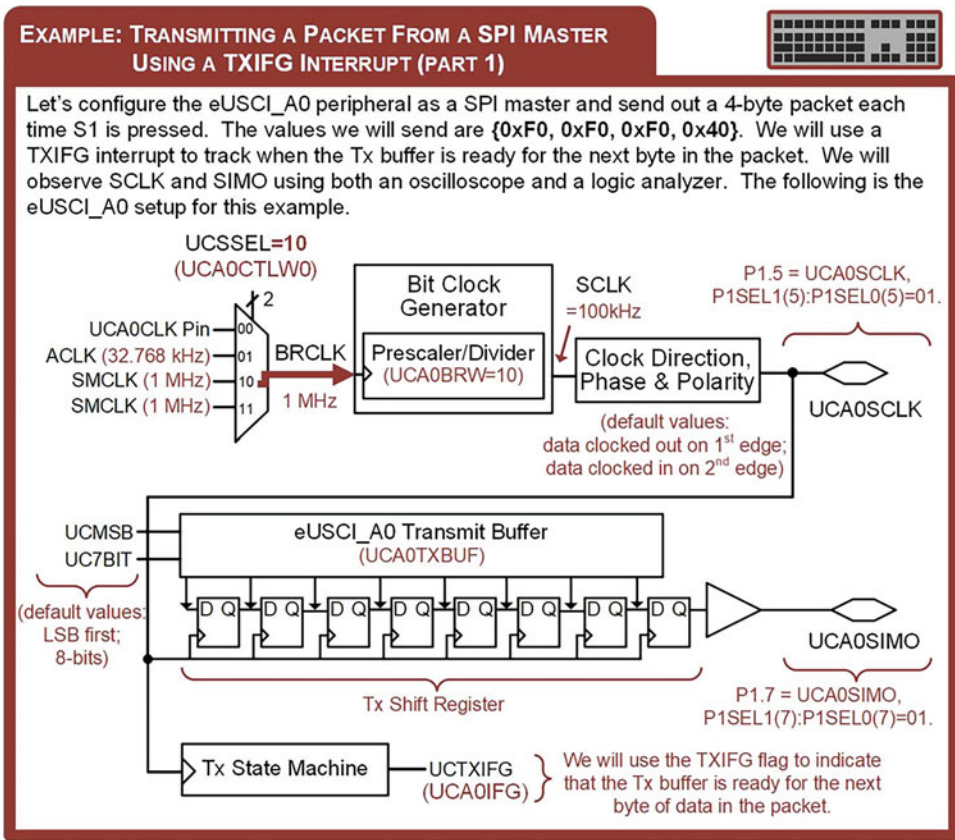 EXAMPLE: TRANSMITTING A PACKET FROM A SPI MASTER
USING A TXIFG INTERRUPT (PART 1)
Let's configure the eUSCI_A0 peripheral as a SPI master and send out a 4-byte packet each
time S1 is pressed. The values we will send are {0xF0, 0xF0, 0xF0, 0x40}. We will use a
TXIFG interrupt to track when the Tx buffer is ready for the next byte in the packet. We will
observe SCLK and SIMO using both an oscilloscope and a logic analyzer. The following is the
eUSCI_A0 setup for this example.
UCSSEL=10
(UCA0CTLW0)
2
UCA0CLK Pin
00
ACLK (32.768 kHz)
01
SMCLK (1 MHz)
10
SMCLK (1 MHz)
11
BRCLK
1 MHz
Bit Clock
Generator
Prescaler/Divider
(UCA0BRW=10)
SCLK
=100kHz
Clock Direction,
Phase & Polarity
(default values:
data clocked out on 1st edge;
data clocked in on 2nd edge)
P1.5 = UCA0SCLK,
P1SEL1(5):P1SEL0(5)=01.
UCA0SCLK
UCMSB
UC7BIT
(default values:
LSB first;
8-bits)
eUSCI_A0 Transmit Buffer
(UCA0TXBUF)
D Q D Q D Q D Q D Q D Q D Q D Q
Tx Shift Register
UCA0SIMO
P1.7 = UCA0SIMO,
P1SEL1(7):P1SEL0(7)=01.
Tx State Machine
UCTXIFG
(UCA0IFG)
We will use the TXIFG flag to indicate
that the Tx buffer is ready for the next
byte of data in the packet.